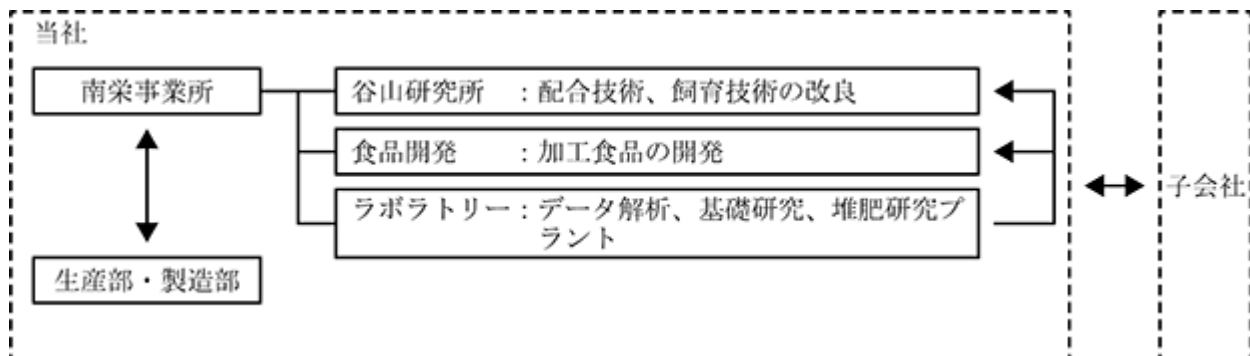 当社
南栄事業所
谷山研究所 ：配合技術、飼育技術の改良
食品開発 ：加工食品の開発
ラボラトリー：データ解析、基礎研究、堆肥研究プ
ラント
子会社
生産部・製造部